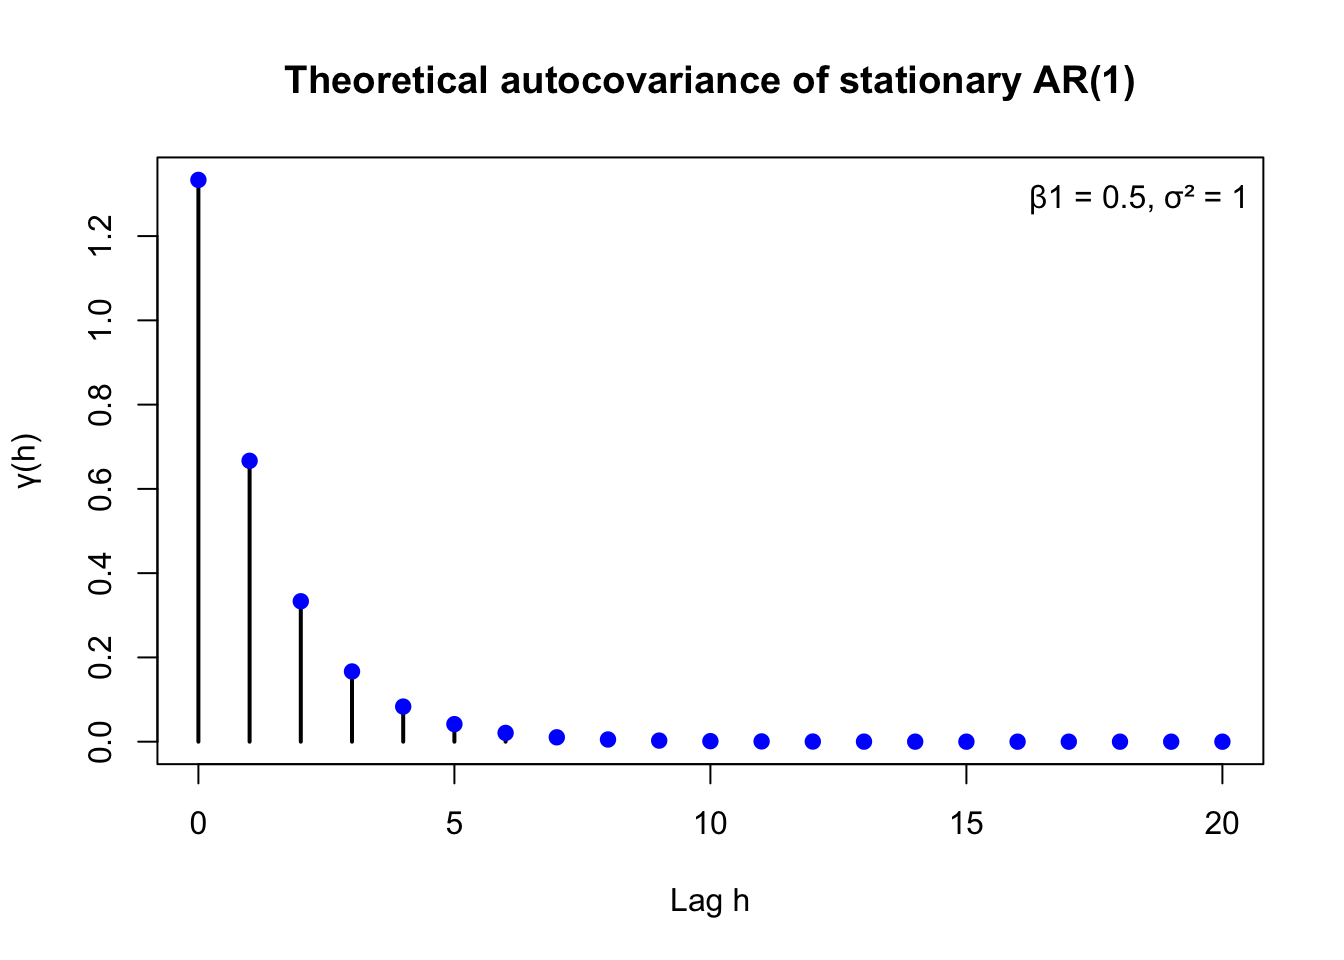 Theoretical autocovariance of stationary AR(1)
β1 = 0.5, σ² = 1
γ(h)
1.2
1.0
0.8
0.6
0.4
0.2
0.0
0 5 10 15 20
Lag h